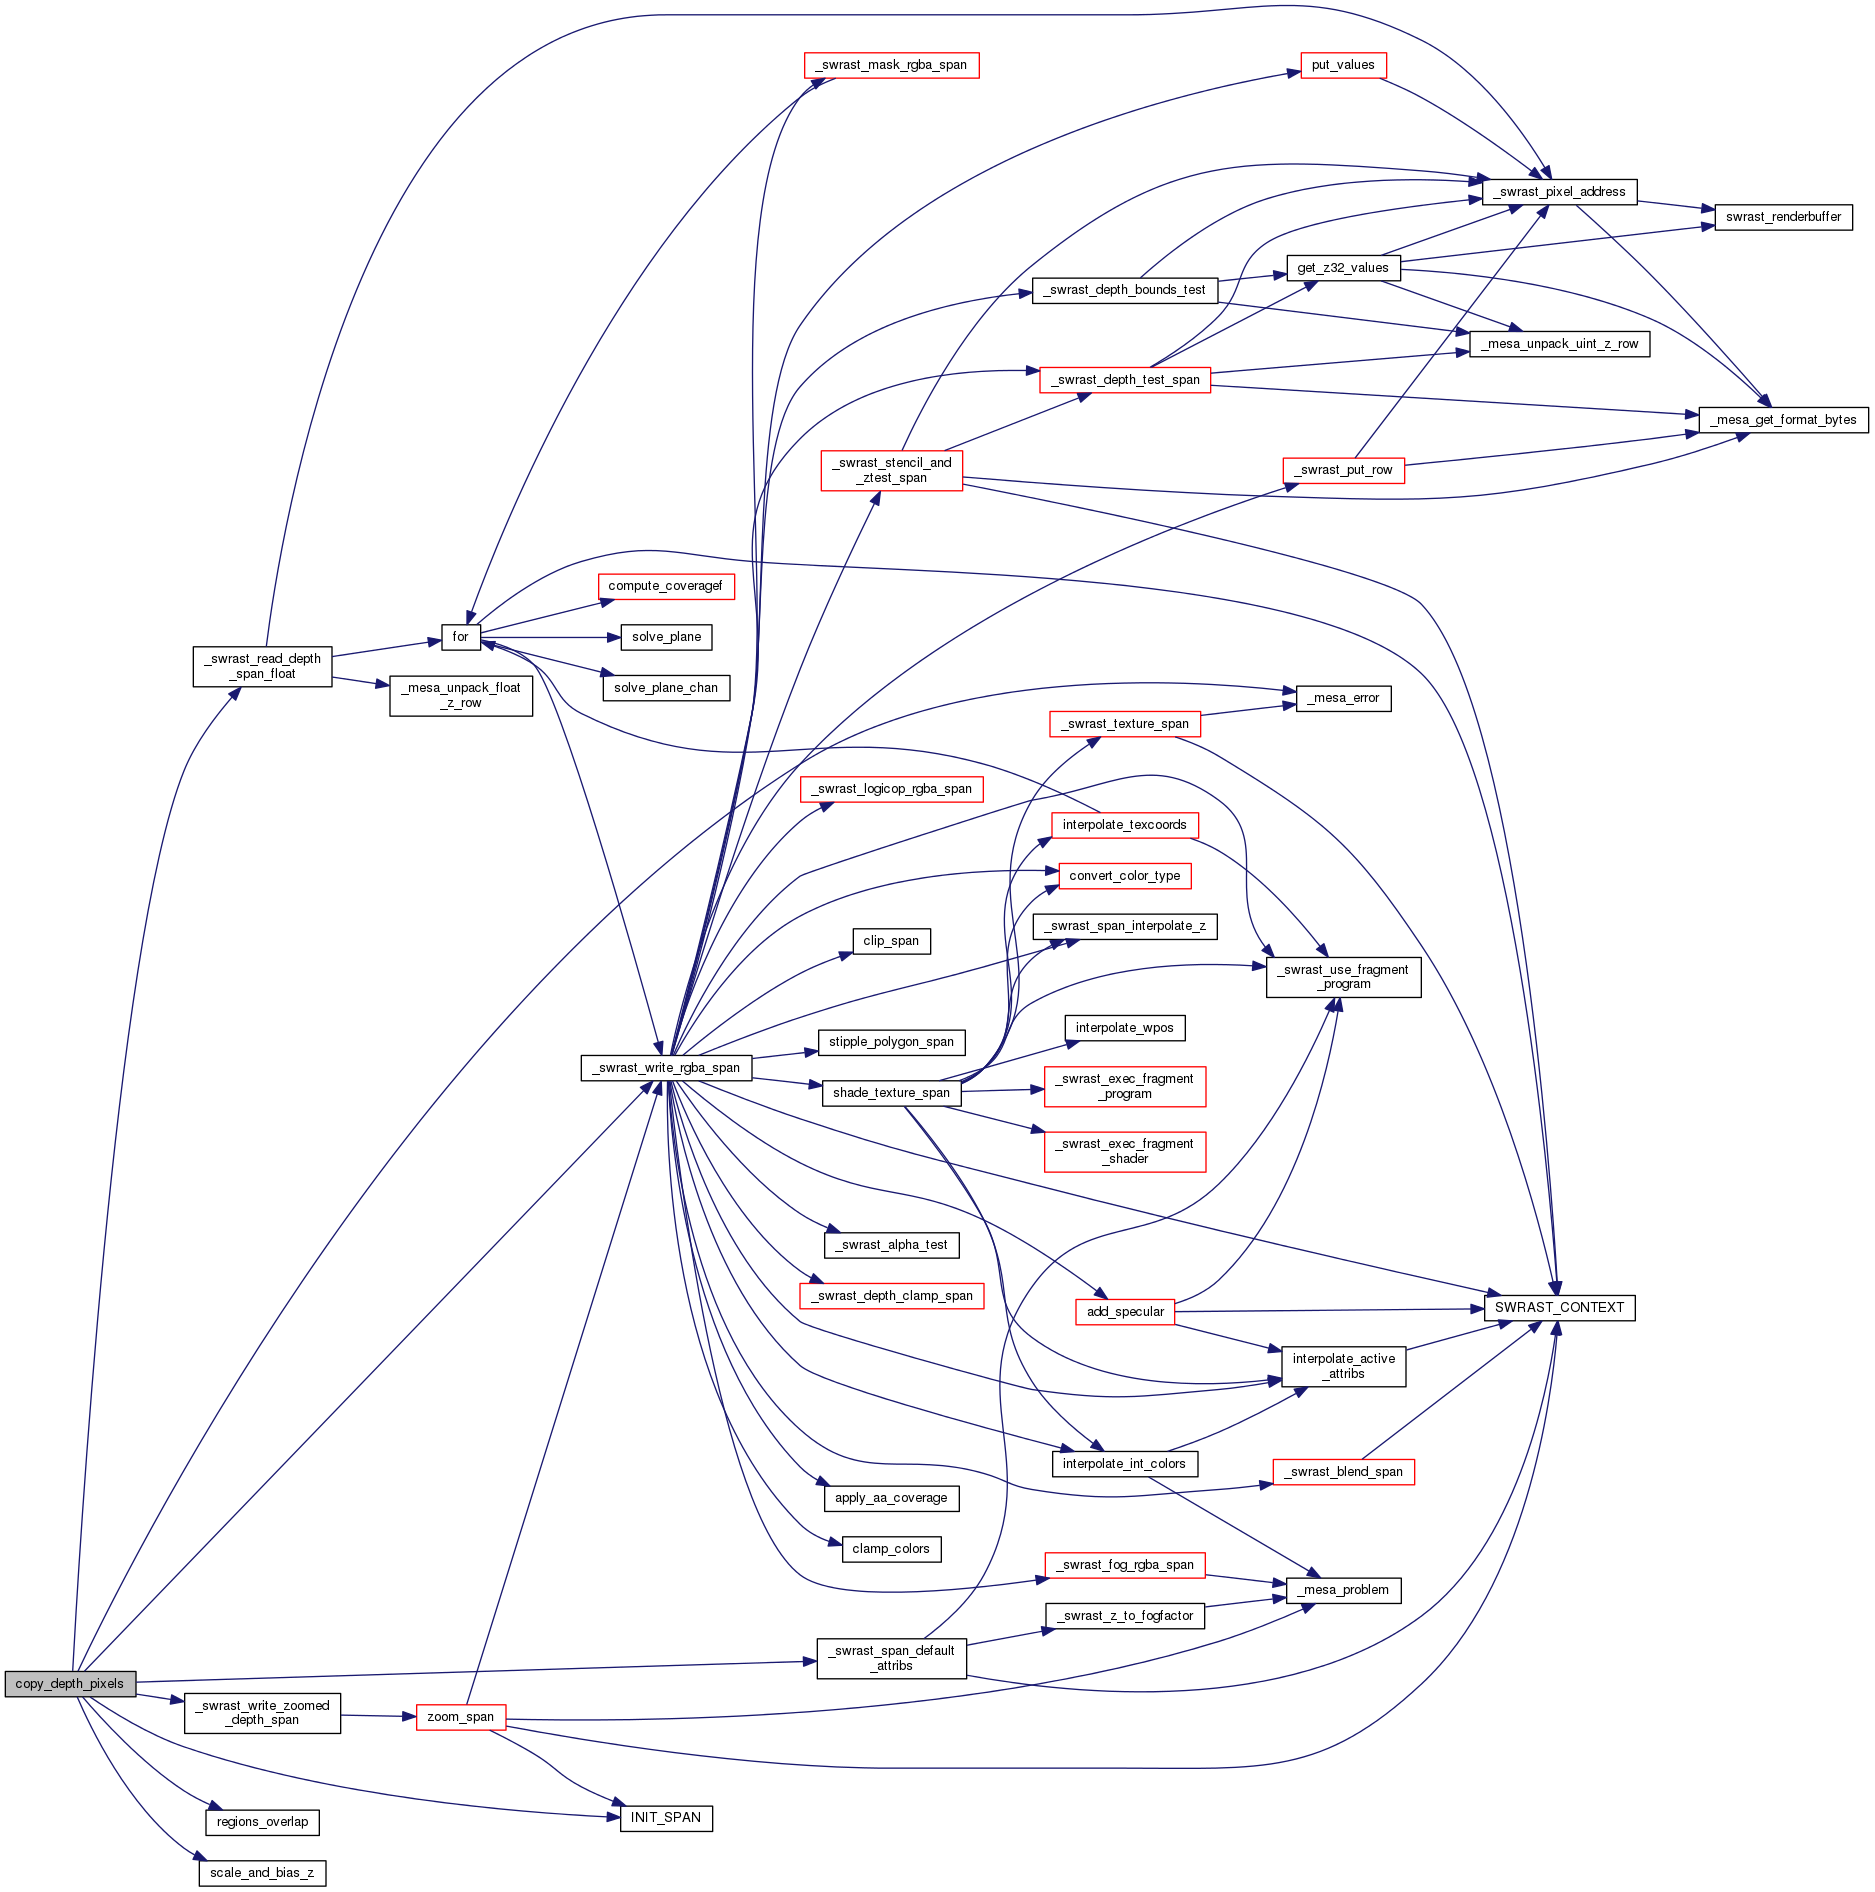 _swrast_mask_rgba_span
put_values
_swrast_pixel_address
swrast_renderbuffer
get_z32_values
_swrast_depth_bounds_test
_mesa_unpack_uint_z_row
_swrast_depth_test_span
_mesa_get_format_bytes
_swrast_stencil_and
_ztest_span
_swrast_put_row
compute_coveragef
for
solve_plane
_swrast_read_depth
_span_float
solve_plane_chan
_mesa_unpack_float
_z_row
_mesa_error
_swrast_texture_span
_swrast_logicop_rgba_span
interpolate_texcoords
convert_color_type
_swrast_span_interpolate_z
clip_span
_swrast_use_fragment
_program
interpolate_wpos
stipple_polygon_span
_swrast_write_rgba_span
shade_texture_span
_swrast_exec_fragment
_program
_swrast_exec_fragment
_shader
_swrast_alpha_test
_swrast_depth_clamp_span
add_specular
SWRAST_CONTEXT
interpolate_active
_attribs
interpolate_int_colors
_swrast_blend_span
apply_aa_coverage
clamp_colors
_swrast_fog_rgba_span
_mesa_problem
_swrast_z_to_fogfactor
_swrast_span_default
_attribs
copy_depth_pixels
_swrast_write_zoomed
_depth_span
zoom_span
INIT_SPAN
regions_overlap
scale_and_bias_z